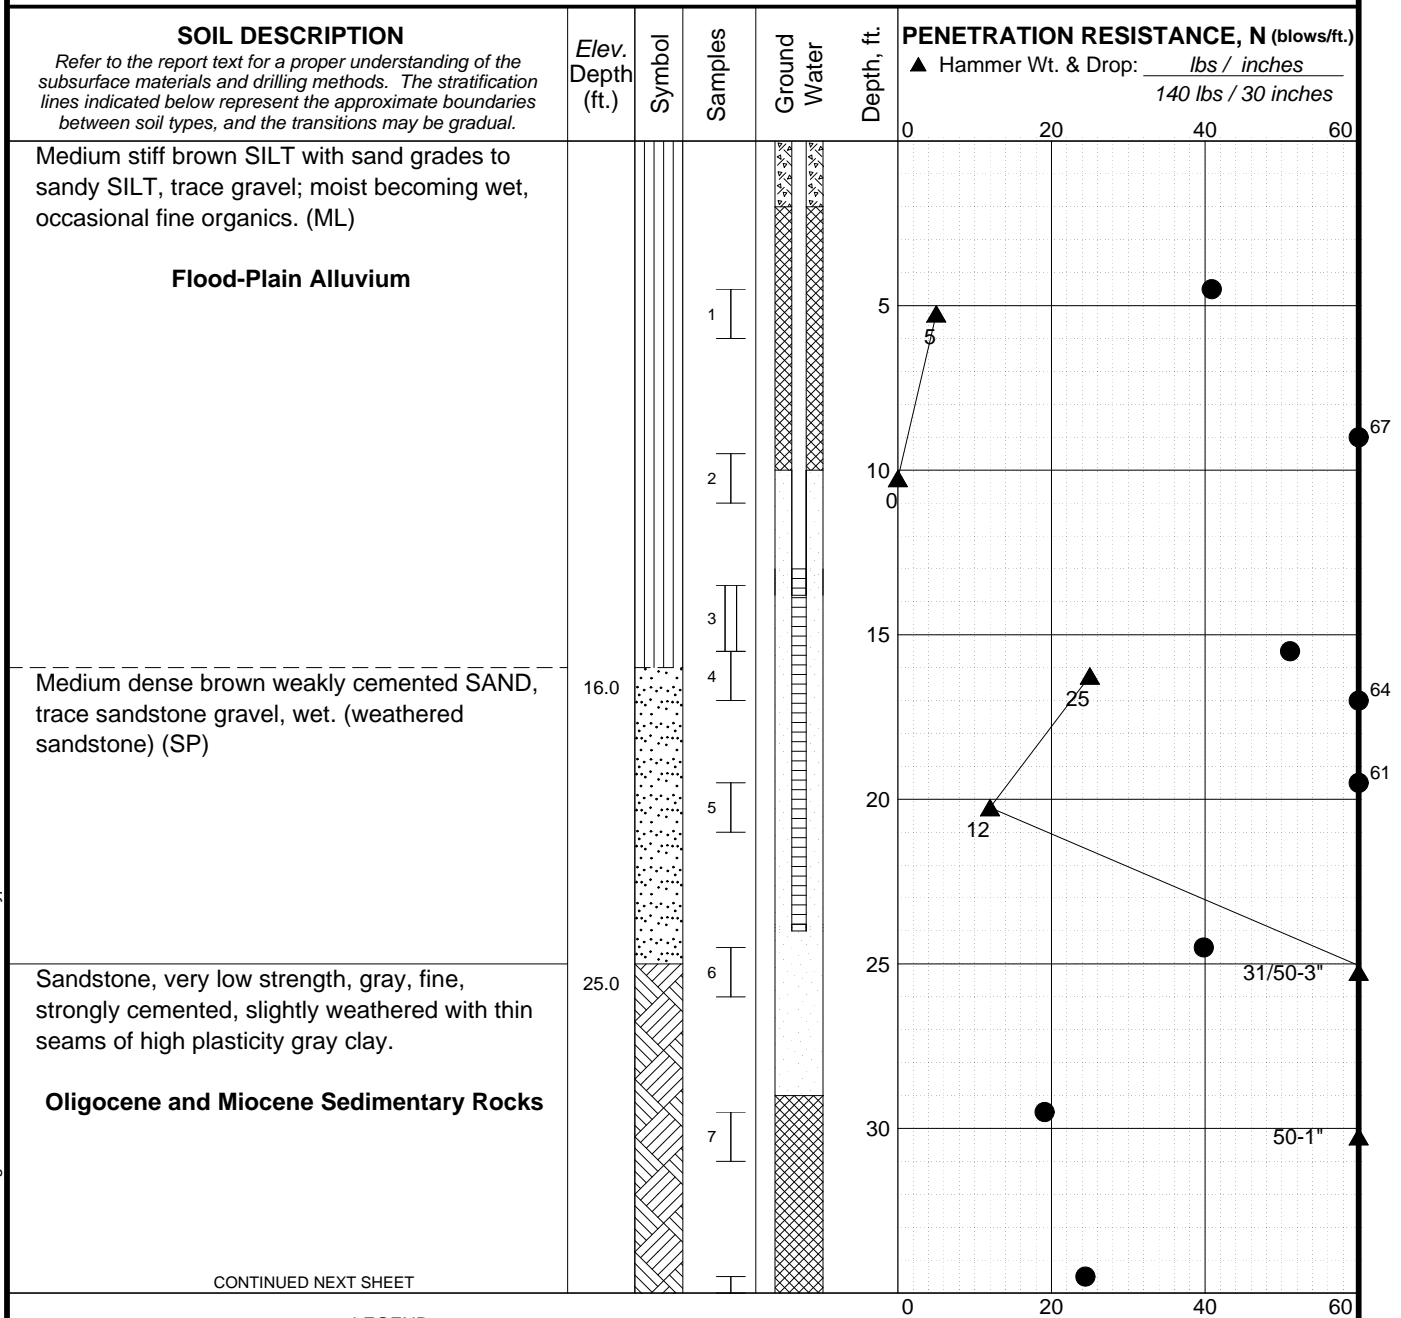 SOIL DESCRIPTION
Refer to the report text for a proper understanding of the
subsurface materials and drilling methods. The stratification
lines indicated below represent the approximate boundaries
between soil types, and the transitions may be gradual.
Elev.
Depth
(ft.)
Symbol
Samples
Ground
Water
Depth, ft.
PENETRATION RESISTANCE, N (blows/ft.)
▲ Hammer Wt. & Drop: lbs / inches
140 lbs / 30 inches
0 20 40 60
Medium stiff brown SILT with sand grades to
sandy SILT, trace gravel; moist becoming wet,
occasional fine organics. (ML)
Flood-Plain Alluvium
1
5
5
67
2
10
0
3
15
Medium dense brown weakly cemented SAND,
trace sandstone gravel, wet. (weathered
sandstone) (SP)
16.0
4
25
64
61
5
20
12
Sandstone, very low strength, gray, fine,
strongly cemented, slightly weathered with thin
seams of high plasticity gray clay.
25.0
6
25
31/50-3"
Oligocene and Miocene Sedimentary Rocks
7
30
50-1"
CONTINUED NEXT SHEET
0 20 40 60